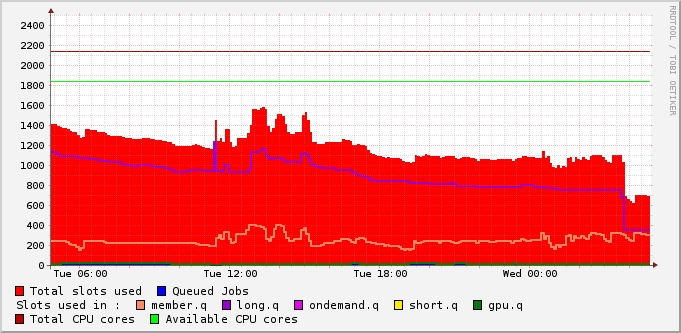 2400
2200
2000
1800
1600
1400
1200
1000
800
600
400
200
0
Tue 06:00 Tue 12:00 Tue 18:00 Wed 00:00
Total slots used Queued Jobs
Slots used in : member.q long.q ondemand.q short.q gpu.q
Total CPU cores Available CPU cores
RRDTOOL / TOBI OETIKER